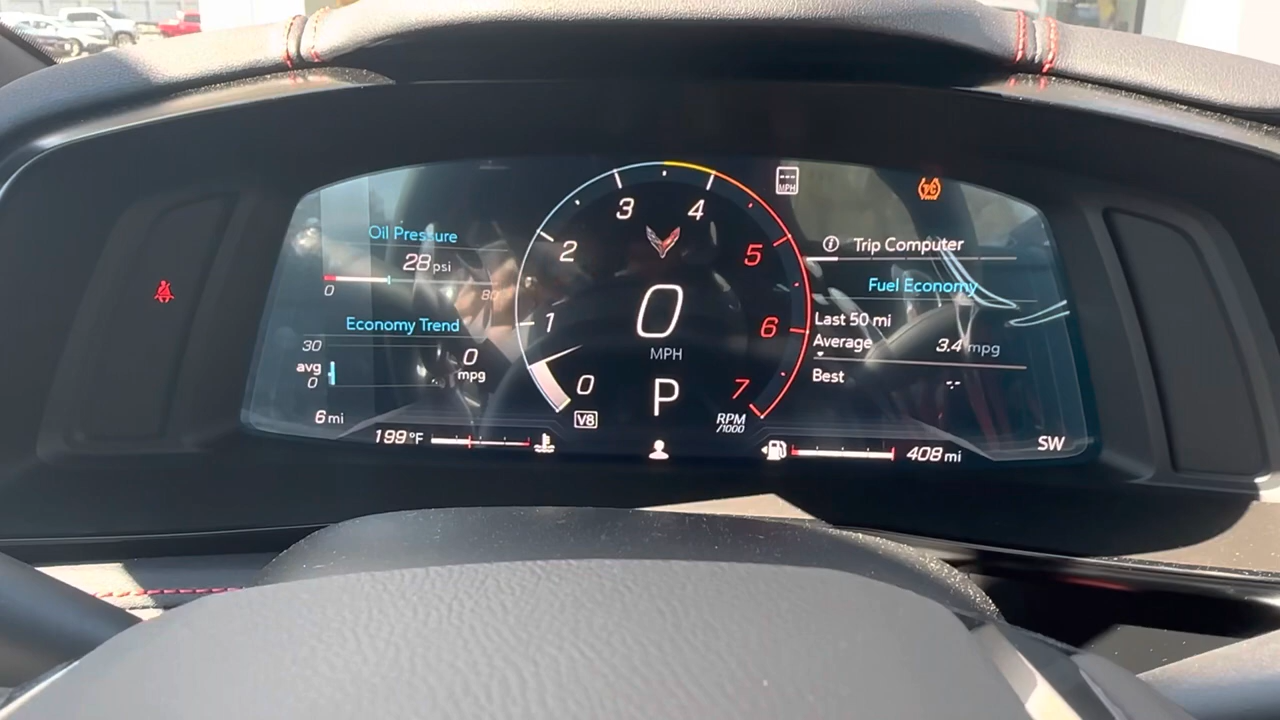 Oil Pressure
28 psi
0 80
Economy Trend
30
avg
0
0
mpg
6 mi
199 °F
0
1
2
3
4
5
6
7
0
MPH
P
V8
RPM
/1000
---
MPH
TC
Trip Computer
Fuel Economy
Last 50 mi
Average 3.4 mpg
Best --
408 mi
SW